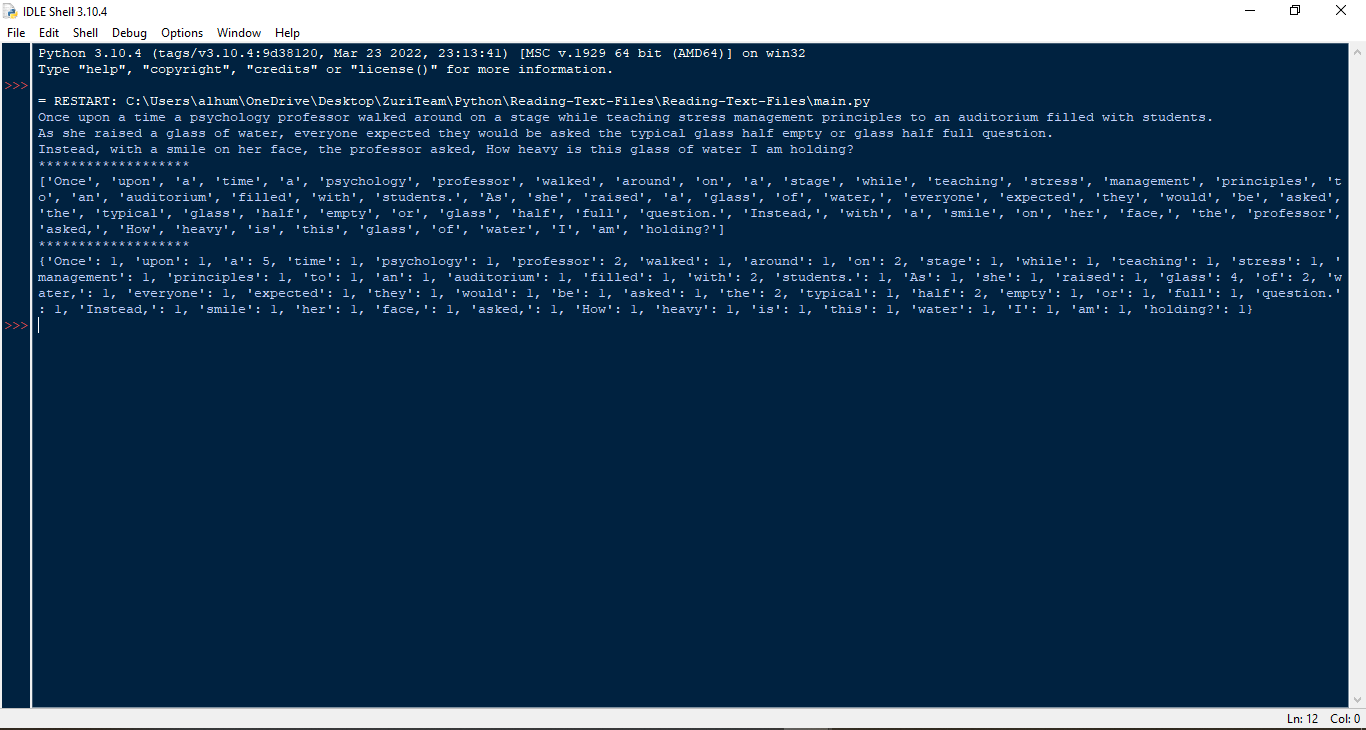 IDLE Shell 3.10.4
File Edit Shell Debug Options Window Help
Python 3.10.4 (tags/v3.10.4:9d38120, Mar 23 2022, 23:13:41) [MSC v.1929 64 bit (AMD64)] on win32
Type "help", "copyright", "credits" or "license()" for more information.
>>>
= RESTART: C:\Users\alhum\OneDrive\Desktop\ZuriTeam\Python\Reading-Text-Files\Reading-Text-Files\main.py
Once upon a time a psychology professor walked around on a stage while teaching stress management principles to an auditorium filled with students.
As she raised a glass of water, everyone expected they would be asked the typical glass half empty or glass half full question.
Instead, with a smile on her face, the professor asked, How heavy is this glass of water I am holding?
*******************
['Once', 'upon', 'a', 'time', 'a', 'psychology', 'professor', 'walked', 'around', 'on', 'a', 'stage', 'while', 'teaching', 'stress', 'management', 'principles', 't
o', 'an', 'auditorium', 'filled', 'with', 'students.', 'As', 'she', 'raised', 'a', 'glass', 'of', 'water,', 'everyone', 'expected', 'they', 'would', 'be', 'asked',
'the', 'typical', 'glass', 'half', 'empty', 'or', 'glass', 'half', 'full', 'question.', 'Instead,', 'with', 'a', 'smile', 'on', 'her', 'face,', 'the', 'professor',
'asked,', 'How', 'heavy', 'is', 'this', 'glass', 'of', 'water', 'I', 'am', 'holding?']
*******************
{'Once': 1, 'upon': 1, 'a': 5, 'time': 1, 'psychology': 1, 'professor': 2, 'walked': 1, 'around': 1, 'on': 2, 'stage': 1, 'while': 1, 'teaching': 1, 'stress': 1, '
management': 1, 'principles': 1, 'to': 1, 'an': 1, 'auditorium': 1, 'filled': 1, 'with': 2, 'students.': 1, 'As': 1, 'she': 1, 'raised': 1, 'glass': 4, 'of': 2, 'w
ater,': 1, 'everyone': 1, 'expected': 1, 'they': 1, 'would': 1, 'be': 1, 'asked': 1, 'the': 2, 'typical': 1, 'half': 2, 'empty': 1, 'or': 1, 'full': 1, 'question.'
: 1, 'Instead,': 1, 'smile': 1, 'her': 1, 'face,': 1, 'asked,': 1, 'How': 1, 'heavy': 1, 'is': 1, 'this': 1, 'water': 1, 'I': 1, 'am': 1, 'holding?': 1}
>>>
Ln: 12 Col: 0